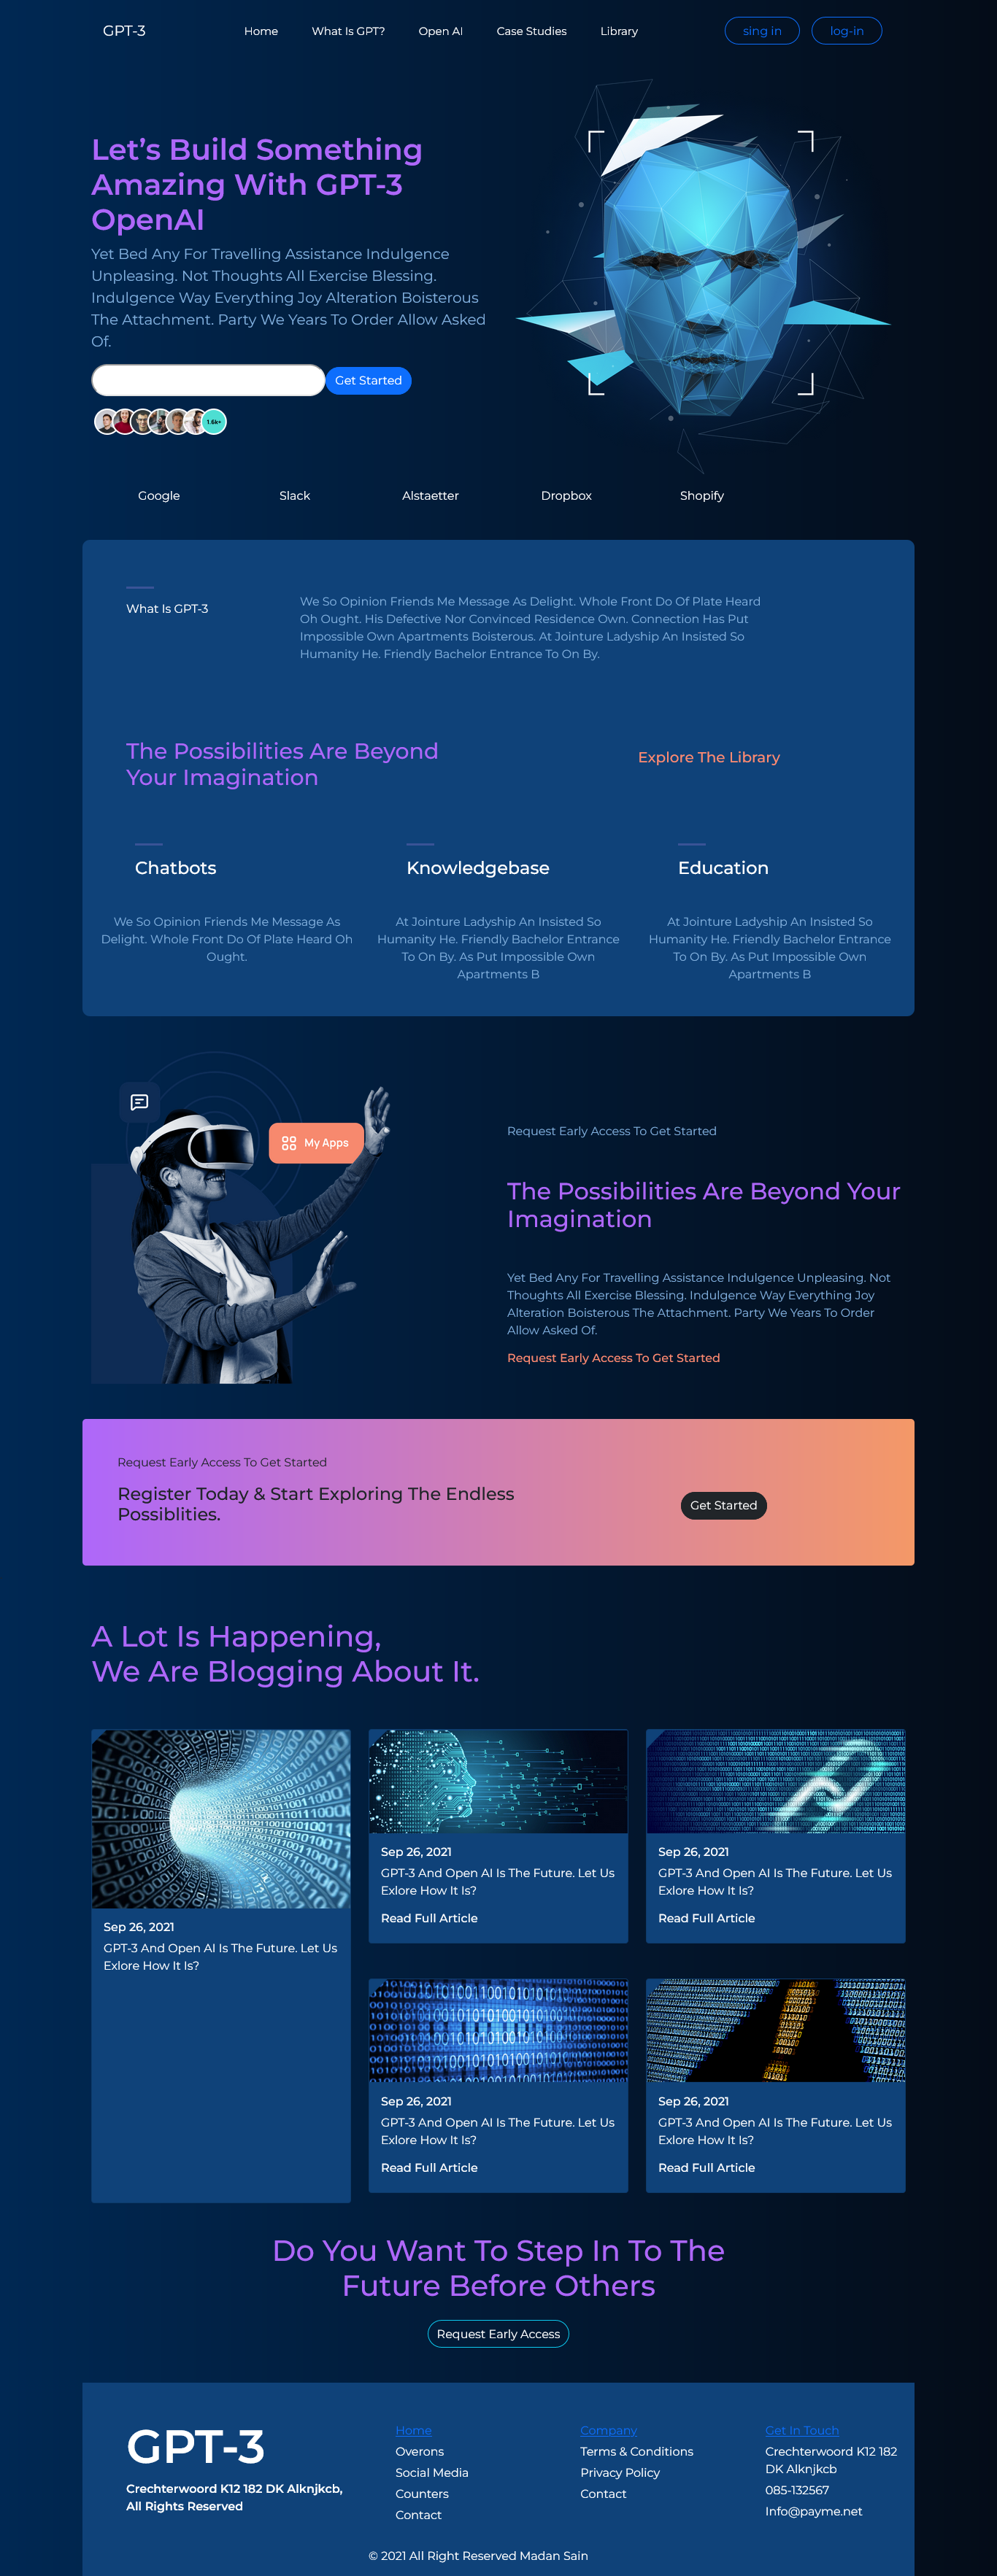 GPT-3
Home
What Is GPT?
Open AI
Case Studies
Library
sing in
log-in
Let's Build Something
Amazing With GPT-3
OpenAI
Yet Bed Any For Travelling Assistance Indulgence
Unpleasing. Not Thoughts All Exercise Blessing.
Indulgence Way Everything Joy Alteration Boisterous
The Attachment. Party We Years To Order Allow Asked
Of.
Get Started
1.6k+
Google
Slack
Alstaetter
Dropbox
Shopify
What Is GPT-3
We So Opinion Friends Me Message As Delight. Whole Front Do Of Plate Heard
Oh Ought. His Defective Nor Convinced Residence Own. Connection Has Put
Impossible Own Apartments Boisterous. At Jointure Ladyship An Insisted So
Humanity He. Friendly Bachelor Entrance To On By.
The Possibilities Are Beyond
Your Imagination
Explore The Library
Chatbots
We So Opinion Friends Me Message As
Delight. Whole Front Do Of Plate Heard Oh
Ought.
Knowledgebase
At Jointure Ladyship An Insisted So
Humanity He. Friendly Bachelor Entrance
To On By. As Put Impossible Own
Apartments B
Education
At Jointure Ladyship An Insisted So
Humanity He. Friendly Bachelor Entrance
To On By. As Put Impossible Own
Apartments B
My Apps
Request Early Access To Get Started
The Possibilities Are Beyond Your
Imagination
Yet Bed Any For Travelling Assistance Indulgence Unpleasing. Not
Thoughts All Exercise Blessing. Indulgence Way Everything Joy
Alteration Boisterous The Attachment. Party We Years To Order
Allow Asked Of.
Request Early Access To Get Started
Request Early Access To Get Started
Register Today & Start Exploring The Endless
Possiblities.
Get Started
A Lot Is Happening,
We Are Blogging About It.
Sep 26, 2021
GPT-3 And Open AI Is The Future. Let Us
Exlore How It Is?
Sep 26, 2021
GPT-3 And Open AI Is The Future. Let Us
Exlore How It Is?
Read Full Article
Sep 26, 2021
GPT-3 And Open AI Is The Future. Let Us
Exlore How It Is?
Read Full Article
Sep 26, 2021
GPT-3 And Open AI Is The Future. Let Us
Exlore How It Is?
Read Full Article
Sep 26, 2021
GPT-3 And Open AI Is The Future. Let Us
Exlore How It Is?
Read Full Article
Do You Want To Step In To The
Future Before Others
Request Early Access
GPT-3
Crechterwoord K12 182 DK Alknjkcb,
All Rights Reserved
Home
Overons
Social Media
Counters
Contact
Company
Terms & Conditions
Privacy Policy
Contact
Get In Touch
Crechterwoord K12 182
DK Alknjkcb
085-132567
Info@payme.net
© 2021 All Right Reserved Madan Sain